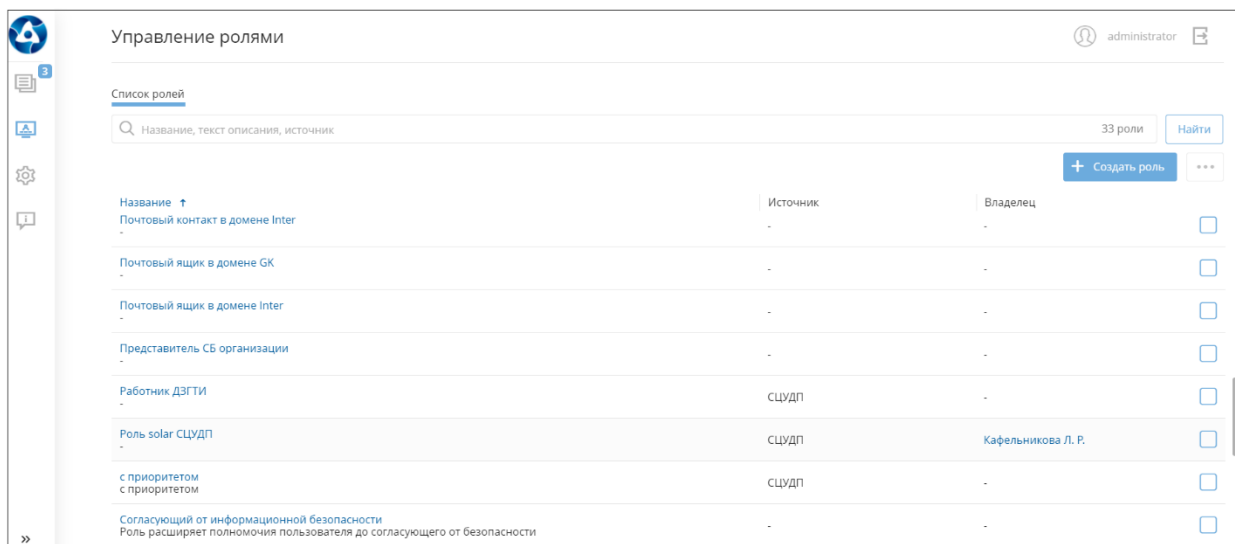 Управление ролями
administrator
3
Список ролей
Название, текст описания, источник 33 роли Найти
+ Создать роль ...
Название ↑ Источник Владелец
Почтовый контакт в домене Inter
- - -
Почтовый ящик в домене GK
- - -
Почтовый ящик в домене Inter
- - -
Представитель СБ организации
- - -
Работник ДЗГТИ
- СЦУДП -
Роль solar СЦУДП
- СЦУДП Кафельникова Л. Р.
с приоритетом
с приоритетом СЦУДП -
Согласующий от информационной безопасности
Роль расширяет полномочия пользователя до согласующего от безопасности - -
»